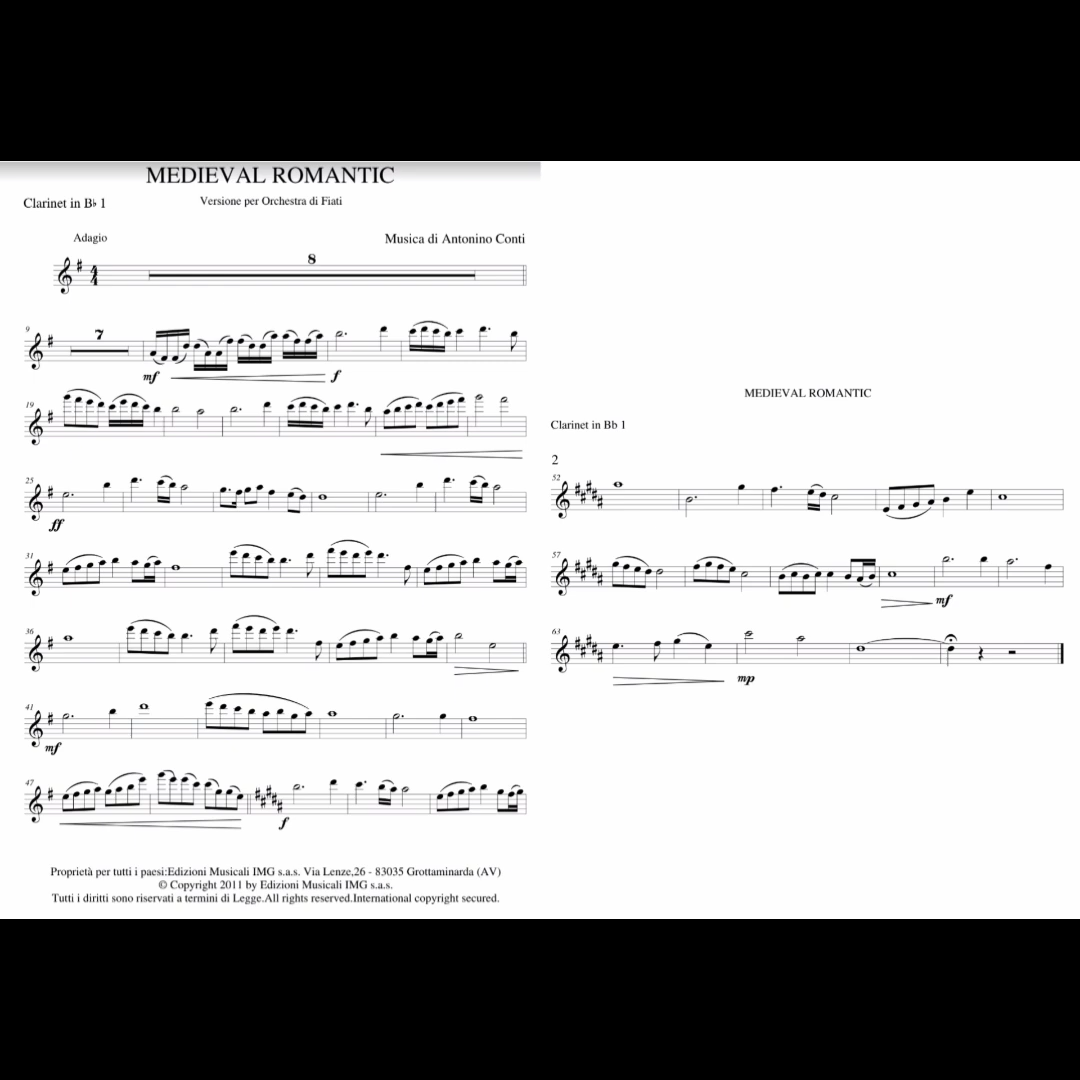 MEDIEVAL ROMANTIC
Versione per Orchestra di Fiati
Clarinet in B♭ 1
Adagio
Musica di Antonino Conti
8
9
7
mf
f
19
25
ff
31
36
41
mf
47
f
Proprietà per tutti i paesi:Edizioni Musicali IMG s.a.s. Via Lenze,26 - 83035 Grottaminarda (AV)
© Copyright 2011 by Edizioni Musicali IMG s.a.s.
Tutti i diritti sono riservati a termini di Legge.All rights reserved.International copyright secured.
MEDIEVAL ROMANTIC
Clarinet in Bb 1
2
52
57
mf
63
mp